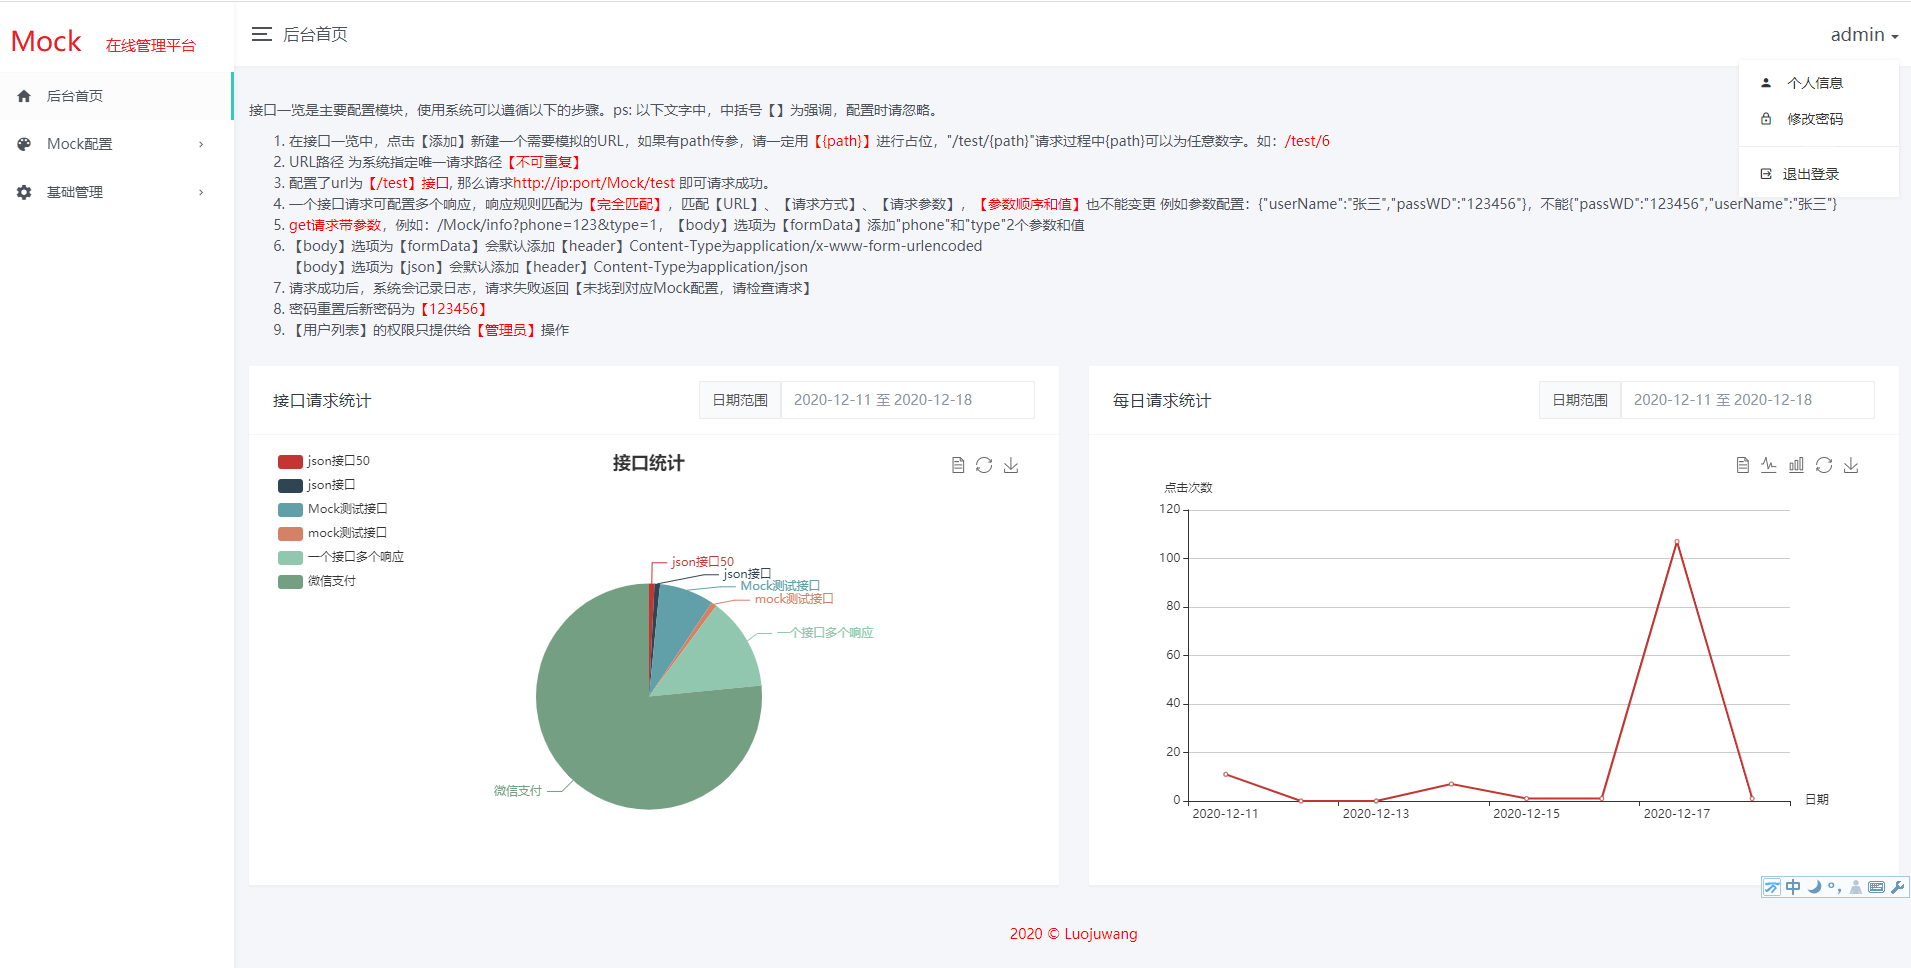 Mock 在线管理平台
后台首页
Mock配置
基础管理
后台首页
admin
个人信息
修改密码
退出登录
接口一览是主要配置模块，使用系统可以遵循以下的步骤。ps: 以下文字中，中括号【】为强调，配置时请忽略。
1. 在接口一览中，点击【添加】新建一个需要模拟的URL，如果有path传参，请一定用【{path}】进行占位，"/test/{path}"请求过程中{path}可以为任意数字。如：/test/6
2. URL路径 为系统指定唯一请求路径【不可重复】
3. 配置了url为【/test】接口, 那么请求http://ip:port/Mock/test 即可请求成功。
4. 一个接口请求可配置多个响应，响应规则匹配为【完全匹配】，匹配【URL】、【请求方式】、【请求参数】，【参数顺序和值】也不能变更 例如参数配置：{"userName":"张三","passWD":"123456"}，不能{"passWD":"123456","userName":"张三"}
5. get请求带参数，例如：/Mock/info?phone=123&type=1，【body】选项为【formData】添加"phone"和"type"2个参数和值
6. 【body】选项为【formData】会默认添加【header】Content-Type为application/x-www-form-urlencoded
【body】选项为【json】会默认添加【header】Content-Type为application/json
7. 请求成功后，系统会记录日志，请求失败返回【未找到对应Mock配置，请检查请求】
8. 密码重置后新密码为【123456】
9. 【用户列表】的权限只提供给【管理员】操作
接口请求统计
日期范围 2020-12-11 至 2020-12-18
接口统计
json接口50
json接口
Mock测试接口
mock测试接口
一个接口多个响应
微信支付
json接口50
json接口
Mock测试接口
mock测试接口
一个接口多个响应
微信支付
每日请求统计
日期范围 2020-12-11 至 2020-12-18
点击次数
120
100
80
60
40
20
0
2020-12-11 2020-12-13 2020-12-15 2020-12-17
日期
中
2020 © Luojuwang